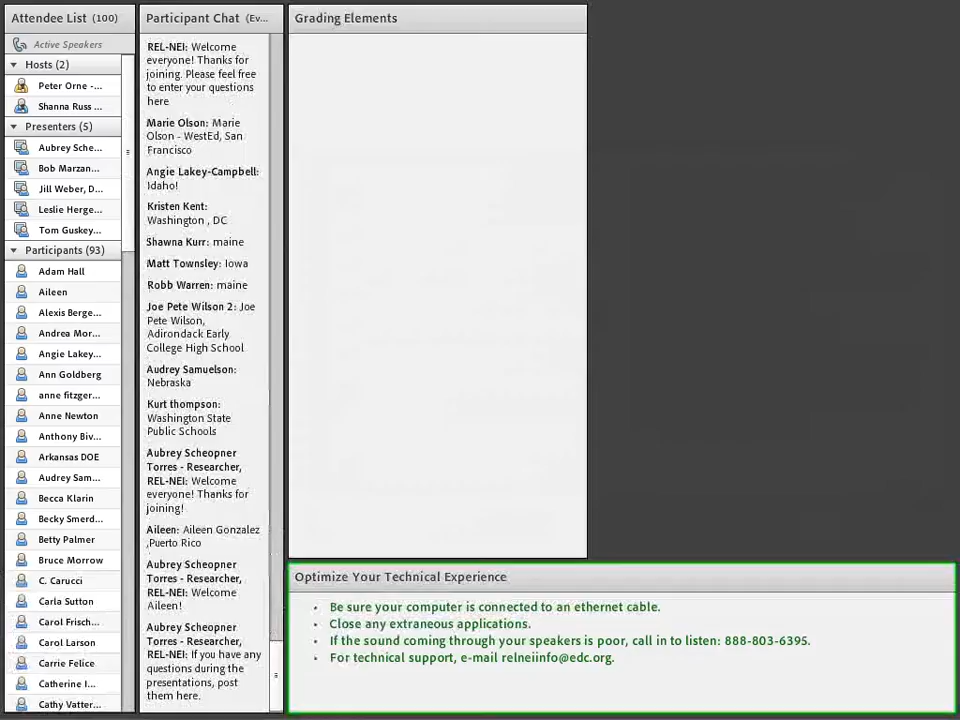 Attendee List (100)
Active Speakers
Hosts (2)
Peter Orne -...
Shanna Russ ...
Presenters (5)
Aubrey Sche...
Bob Marzan...
Jill Weber, D...
Leslie Herge...
Tom Guskey...
Participants (93)
Adam Hall
Aileen
Alexis Berge...
Andrea Mor...
Angie Lakey...
Ann Goldberg
anne fitzger...
Anne Newton
Anthony Biv...
Arkansas DOE
Audrey Sam...
Becca Klarin
Becky Smerd...
Betty Palmer
Bruce Morrow
C. Carucci
Carla Sutton
Carol Frisch...
Carol Larson
Carrie Felice
Catherine I...
Cathy Vatter...
Participant Chat (Ev...
REL-NEI: Welcome
everyone! Thanks for
joining. Please feel free
to enter your questions
here
Marie Olson: Marie
Olson - WestEd, San
Francisco
Angie Lakey-Campbell:
Idaho!
Kristen Kent:
Washington , DC
Shawna Kurr: maine
Matt Townsley: Iowa
Robb Warren: maine
Joe Pete Wilson 2: Joe
Pete Wilson,
Adirondack Early
College High School
Audrey Samuelson:
Nebraska
Kurt thompson:
Washington State
Public Schools
Aubrey Scheopner
Torres - Researcher,
REL-NEI: Welcome
everyone! Thanks for
joining!
Aileen: Aileen Gonzalez
,Puerto Rico
Aubrey Scheopner
Torres - Researcher,
REL-NEI: Welcome
Aileen!
Aubrey Scheopner
Torres - Researcher,
REL-NEI: If you have any
questions during the
presentations, post
them here.
Grading Elements
Optimize Your Technical Experience
• Be sure your computer is connected to an ethernet cable.
• Close any extraneous applications.
• If the sound coming through your speakers is poor, call in to listen: 888-803-6395.
• For technical support, e-mail relneiinfo@edc.org.